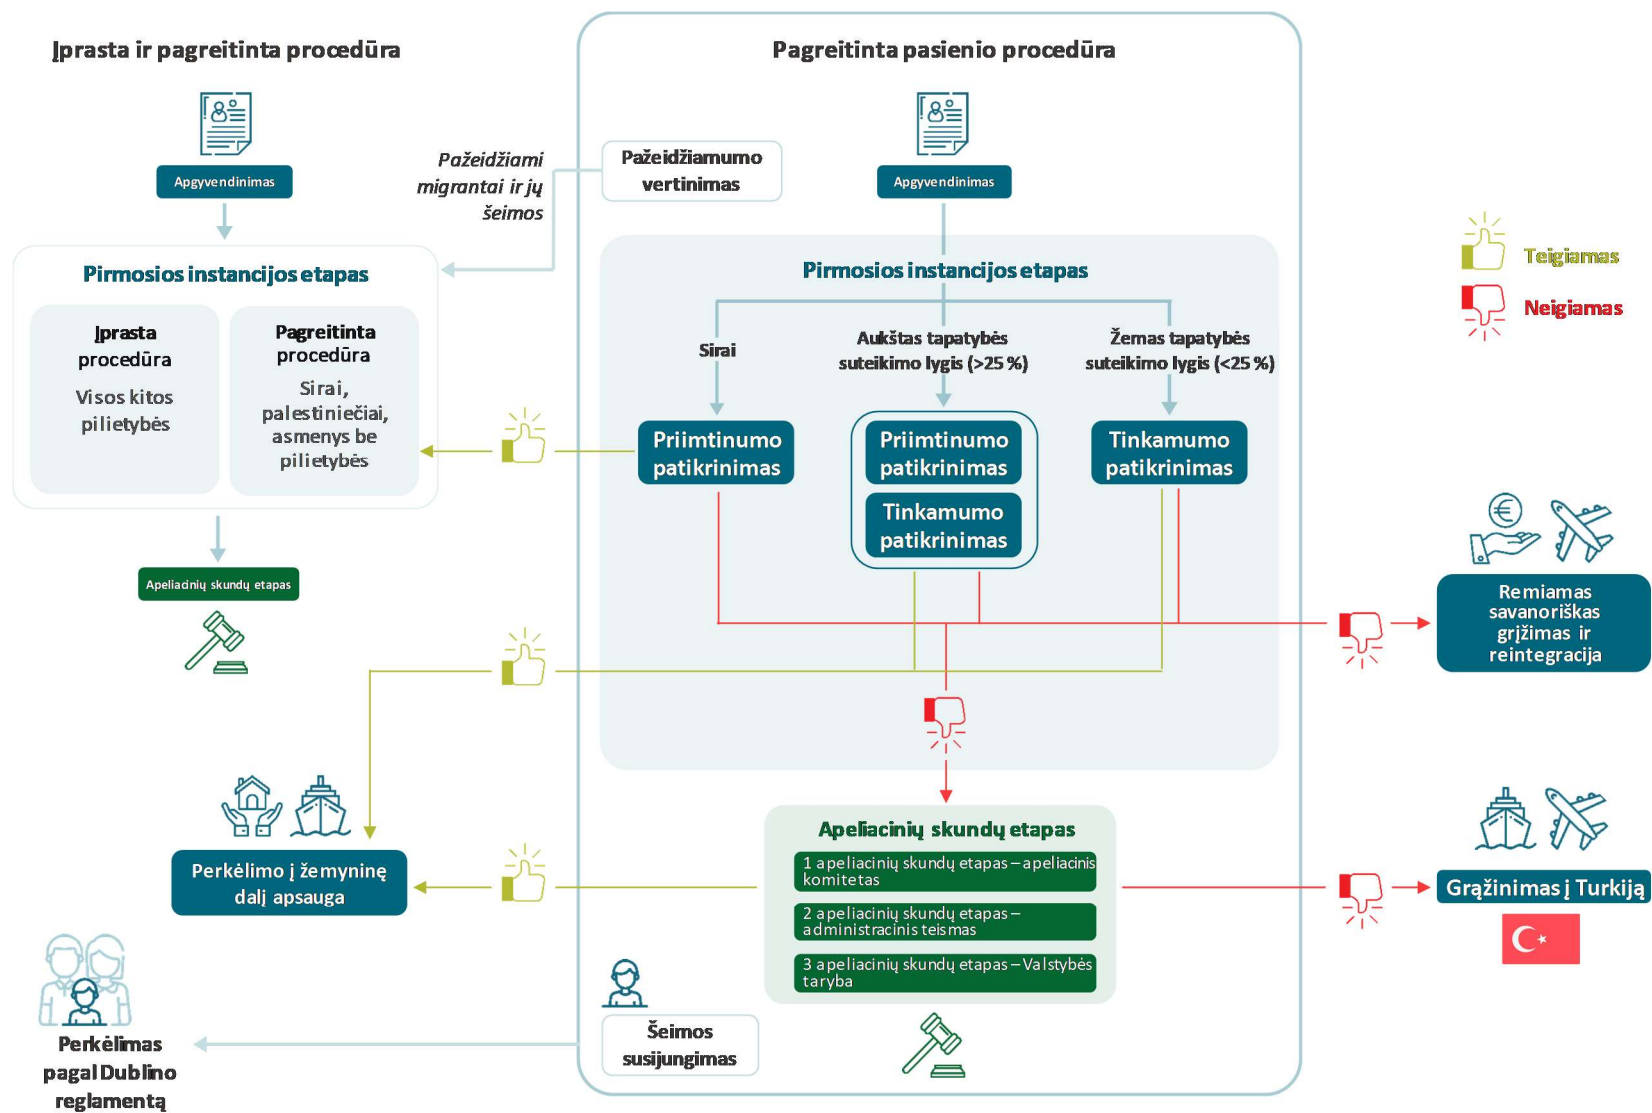 Įprasta ir pagreitinta procedūra
Apgyvendinimas
Pirmosios instancijos etapas
Įprasta
procedūra
Visos kitos
pilietybės
Pagreitinta
procedūra
Sirai,
palestiniečiai,
asmenys be
pilietybės
Apeliacinių skundų etapas
Pažeidžiami
migrantai ir jų
šeimos
Pagreitinta pasienio procedūra
Pažeidžiamumo
vertinimas
Apgyvendinimas
Pirmosios instancijos etapas
Sirai
Aukštas tapatybės
suteikimo lygis (>25 %)
Žemas tapatybės
suteikimo lygis (<25 %)
Priimtinumo
patikrinimas
Priimtinumo
patikrinimas
Tinkamumo
patikrinimas
Tinkamumo
patikrinimas
Teigiamas
Neigiamas
Remiamas
savanoriškas
grįžimas ir
reintegracija
Perkėlimo į žemyninę
dalį apsauga
Apeliacinių skundų etapas
1 apeliacinių skundų etapas – apeliacinis
komitetas
2 apeliacinių skundų etapas –
administracinis teismas
3 apeliacinių skundų etapas – Valstybės
taryba
Grąžinimas į Turkiją
Šeimos
susijungimas
Perkėlimas
pagal Dublino
reglamentą